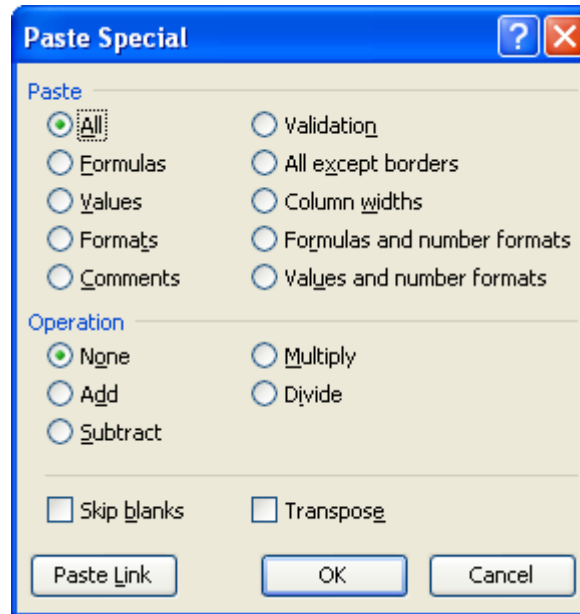 Paste Special
Paste
All Validation
Formulas All except borders
Values Column widths
Formats Formulas and number formats
Comments Values and number formats
Operation
None Multiply
Add Divide
Subtract
Skip blanks Transpose
Paste Link OK Cancel